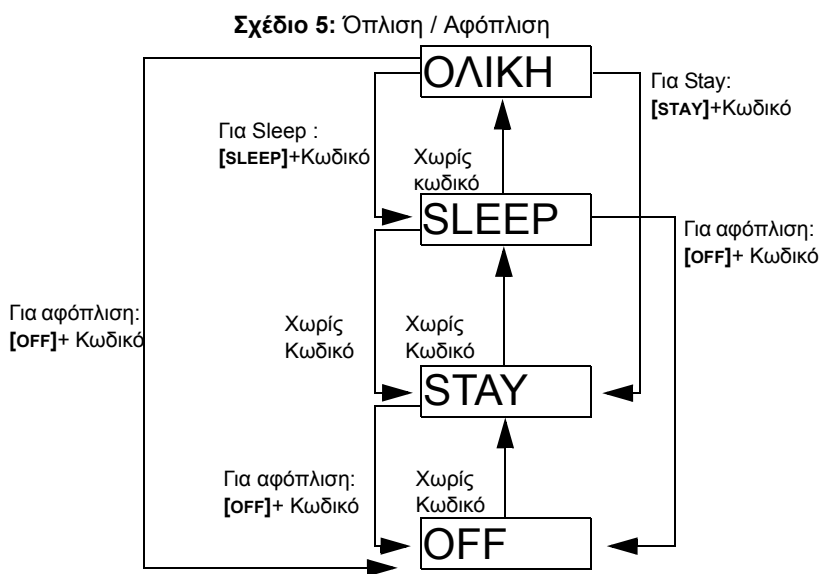 Σχέδιο 5: Όπλιση / Αφόπλιση
ΟΛΙΚΗ
Για Stay:
[STAY]+Κωδικό
Για Sleep :
[SLEEP]+Κωδικό
Χωρίς
κωδικό
SLEEP
Για αφόπλιση:
[OFF]+ Κωδικό
Για αφόπλιση:
[OFF]+ Κωδικό
Χωρίς
Κωδικό
Χωρίς
Κωδικό
STAY
Για αφόπλιση:
[OFF]+ Κωδικό
Χωρίς
Κωδικό
OFF